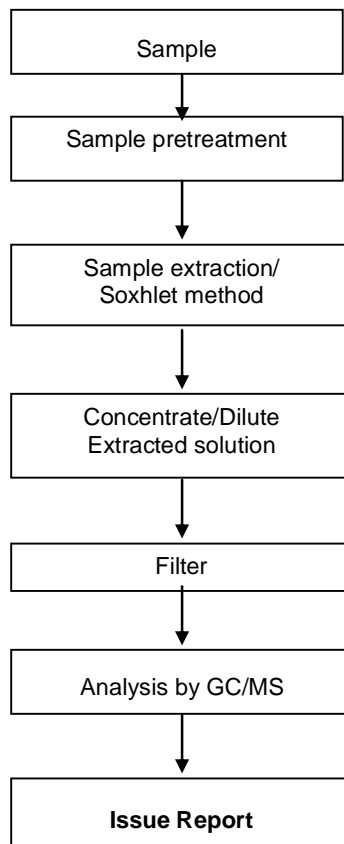 Sample
Sample pretreatment
Sample extraction/
Soxhlet method
Concentrate/Dilute
Extracted solution
Filter
Analysis by GC/MS
Issue Report